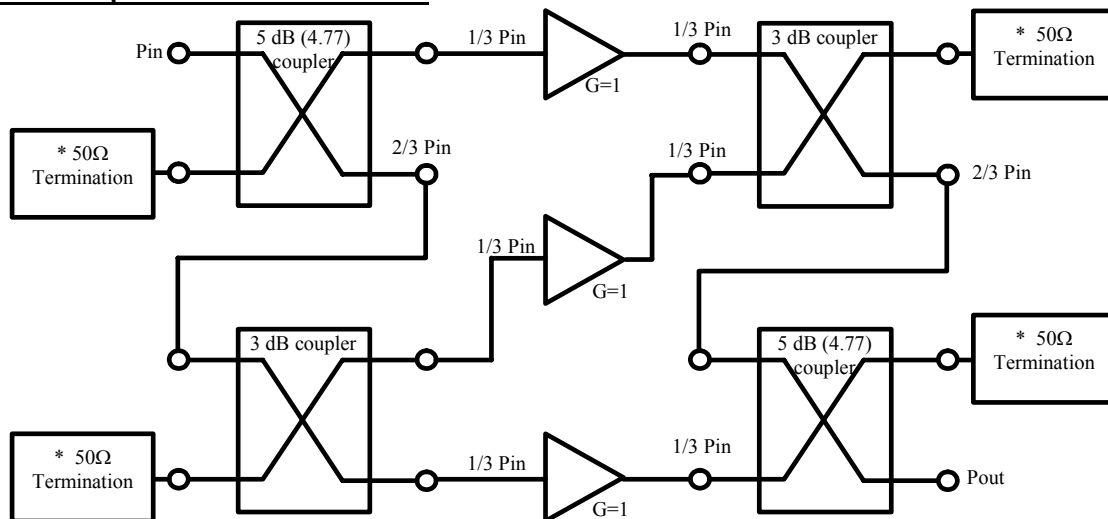 5 dB (4.77)
coupler
Pin
1/3 Pin
G=1
1/3 Pin
3 dB coupler
* 50Ω
Termination
* 50Ω
Termination
2/3 Pin
1/3 Pin
2/3 Pin
1/3 Pin
G=1
3 dB coupler
5 dB (4.77)
coupler
* 50Ω
Termination
* 50Ω
Termination
1/3 Pin
G=1
1/3 Pin
Pout